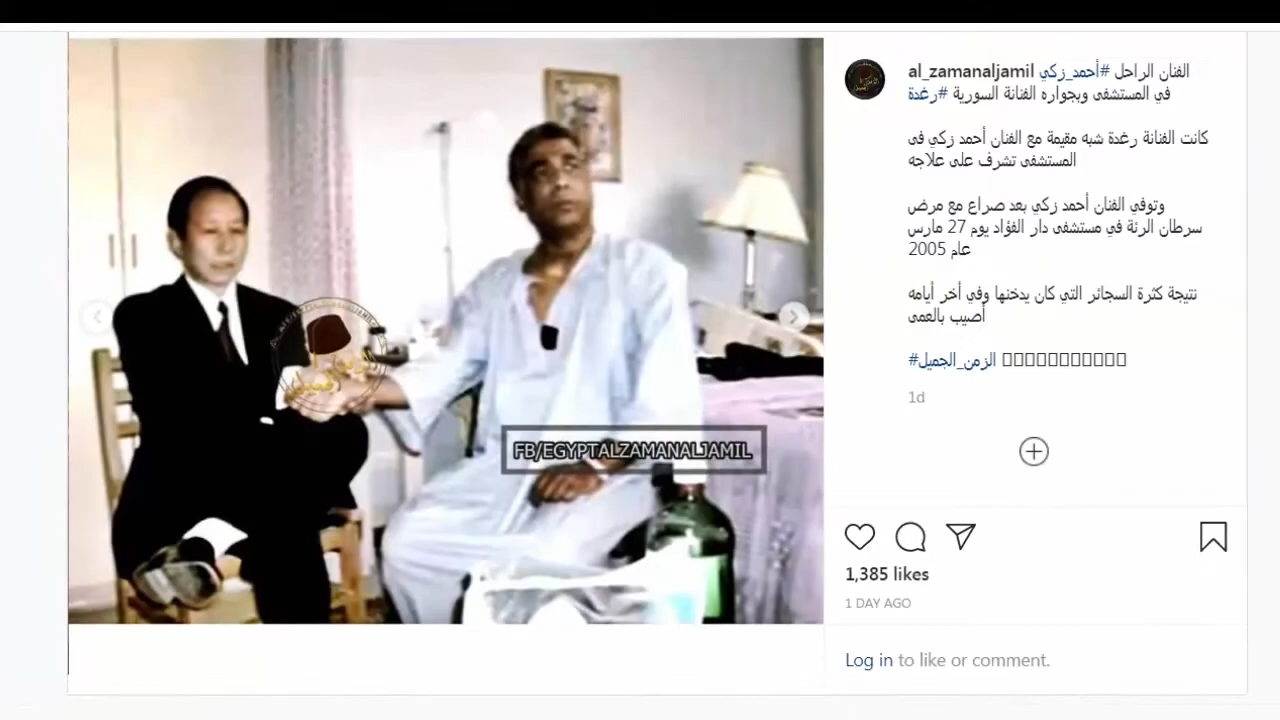 al_zamanaljamil الفنان الراحل #أحمد_زكي
في المستشفى وبجواره الفنانة السورية #رغدة
كانت الفنانة رغدة شبه مقيمة مع الفنان أحمد زكي فى
المستشفى تشرف على علاجه
وتوفي الفنان أحمد زكي بعد صراع مع مرض
سرطان الرئة في مستشفى دار الفؤاد يوم 27 مارس
عام 2005
نتيجة كثرة السجائر التي كان يدخنها وفي أخر أيامه
أصيب بالعمى
#الزمن_الجميل
1d
FB/EGYPTALZAMANALJAMIL
1,385 likes
1 DAY AGO
Log in to like or comment.